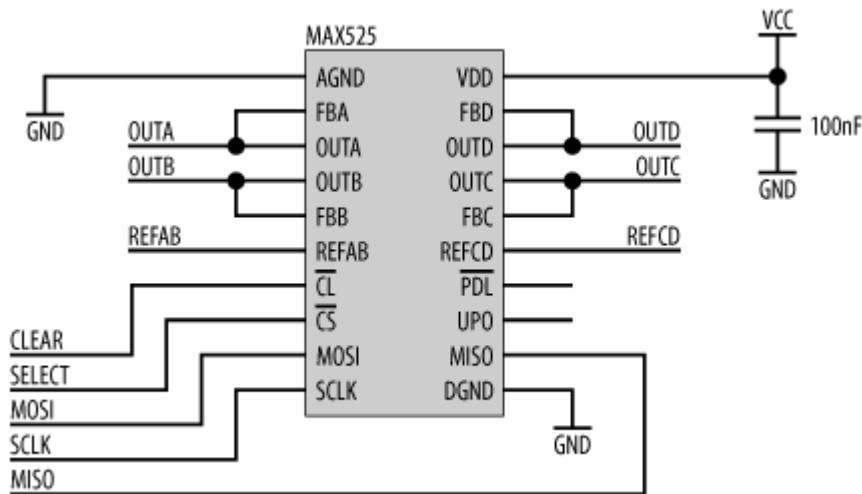 MAX525
VCC
AGND VDD
GND FBA FBD 100nF
OUTA OUTA OUTD OUTD
OUTB OUTB OUTC OUTC
GND
FBB FBC
REFAB REFAB REFCD REFCD
CL PDL
CS UPO
CLEAR MOSI MISO
SELECT
SCLK DGND
MOSI
GND
SCLK
MISO